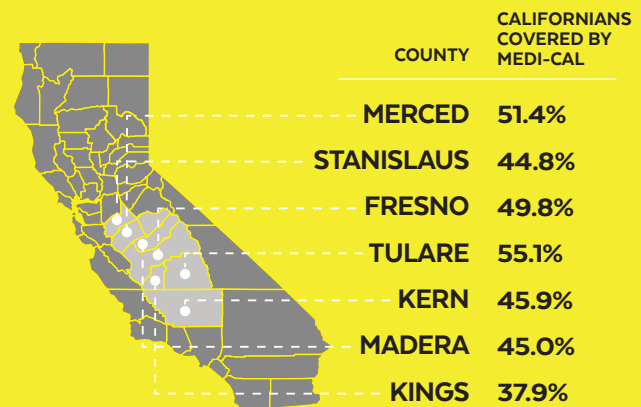 COUNTY
CALIFORNIANS
COVERED BY
MEDI-CAL
MERCED 51.4%
STANISLAUS 44.8%
FRESNO 49.8%
TULARE 55.1%
KERN 45.9%
MADERA 45.0%
KINGS 37.9%